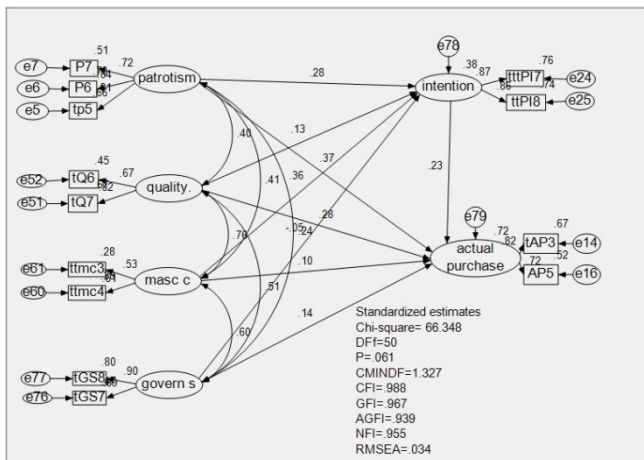 .51
e7
P7
.72
patrotism
e6
P6
e5
tp5
.28
e78
.38
.87
.76
intention
tttPI7
e24
.86
.74
ttPI8
e25
.40
.13
.37
.41
.36
.23
.45
e52
tQ6
.67
quality.
e51
tQ7
.82
.28
-.05
.24
.76
e79
.72
.67
.82
tAP3
e14
actual
purchase
.72
.52
AP5
e16
.28
e61
ttmc3
.53
masc c
e60
ttmc4
.10
.51
.14
.60
.80
e77
tGS8
.90
govern s
e76
tGS7
Standardized estimates
Chi-square= 66.348
DFf=50
P=.061
CMINDF=1.327
CFI=.988
GFI=.967
AGFI=.939
NFI=.955
RMSEA=.034